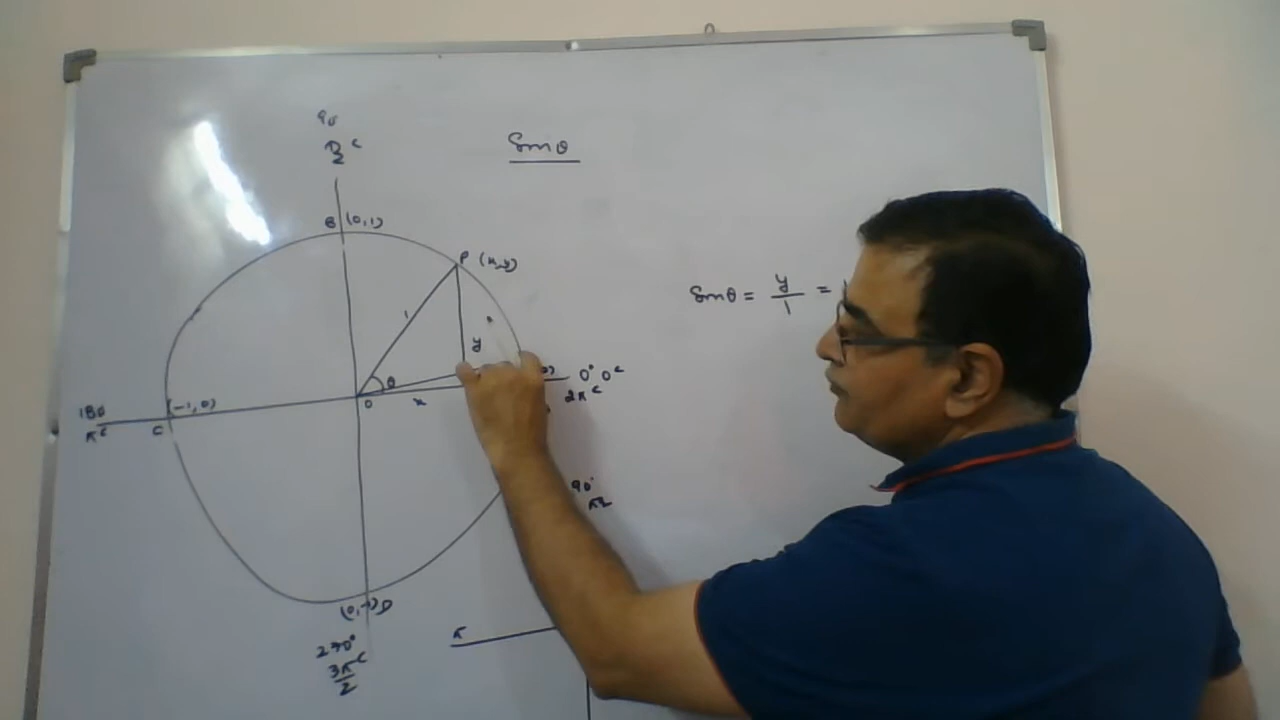 90
π/2 ᶜ
Sinθ
B (0,1)
P (x,y)
Sinθ = y/1 =
1
y
0)
0° 0ᶜ
2πᶜ
θ
(-1,0)
180
πᶜ
C
O
x
90°
π/2
(0,-1) D
270°
3π/2 ᶜ
π